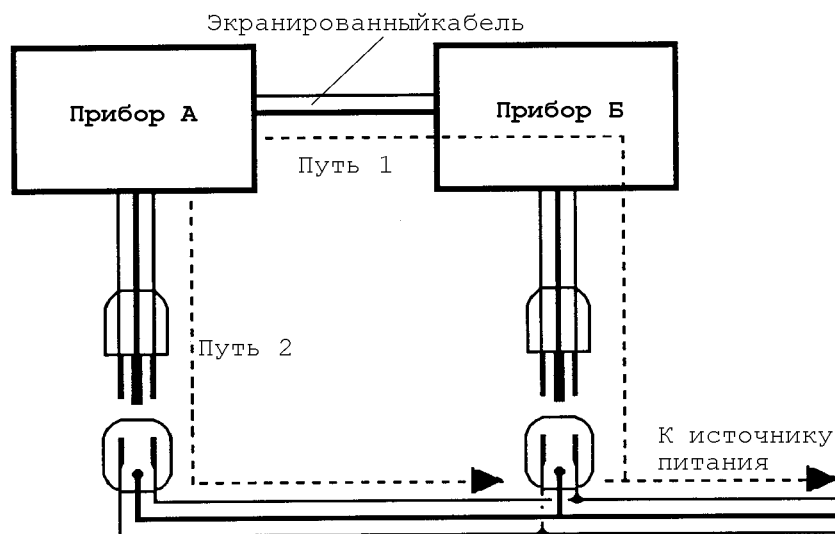 Экранированныйкабель
Прибор А
Прибор Б
Путь 1
Путь 2
К источнику
питания